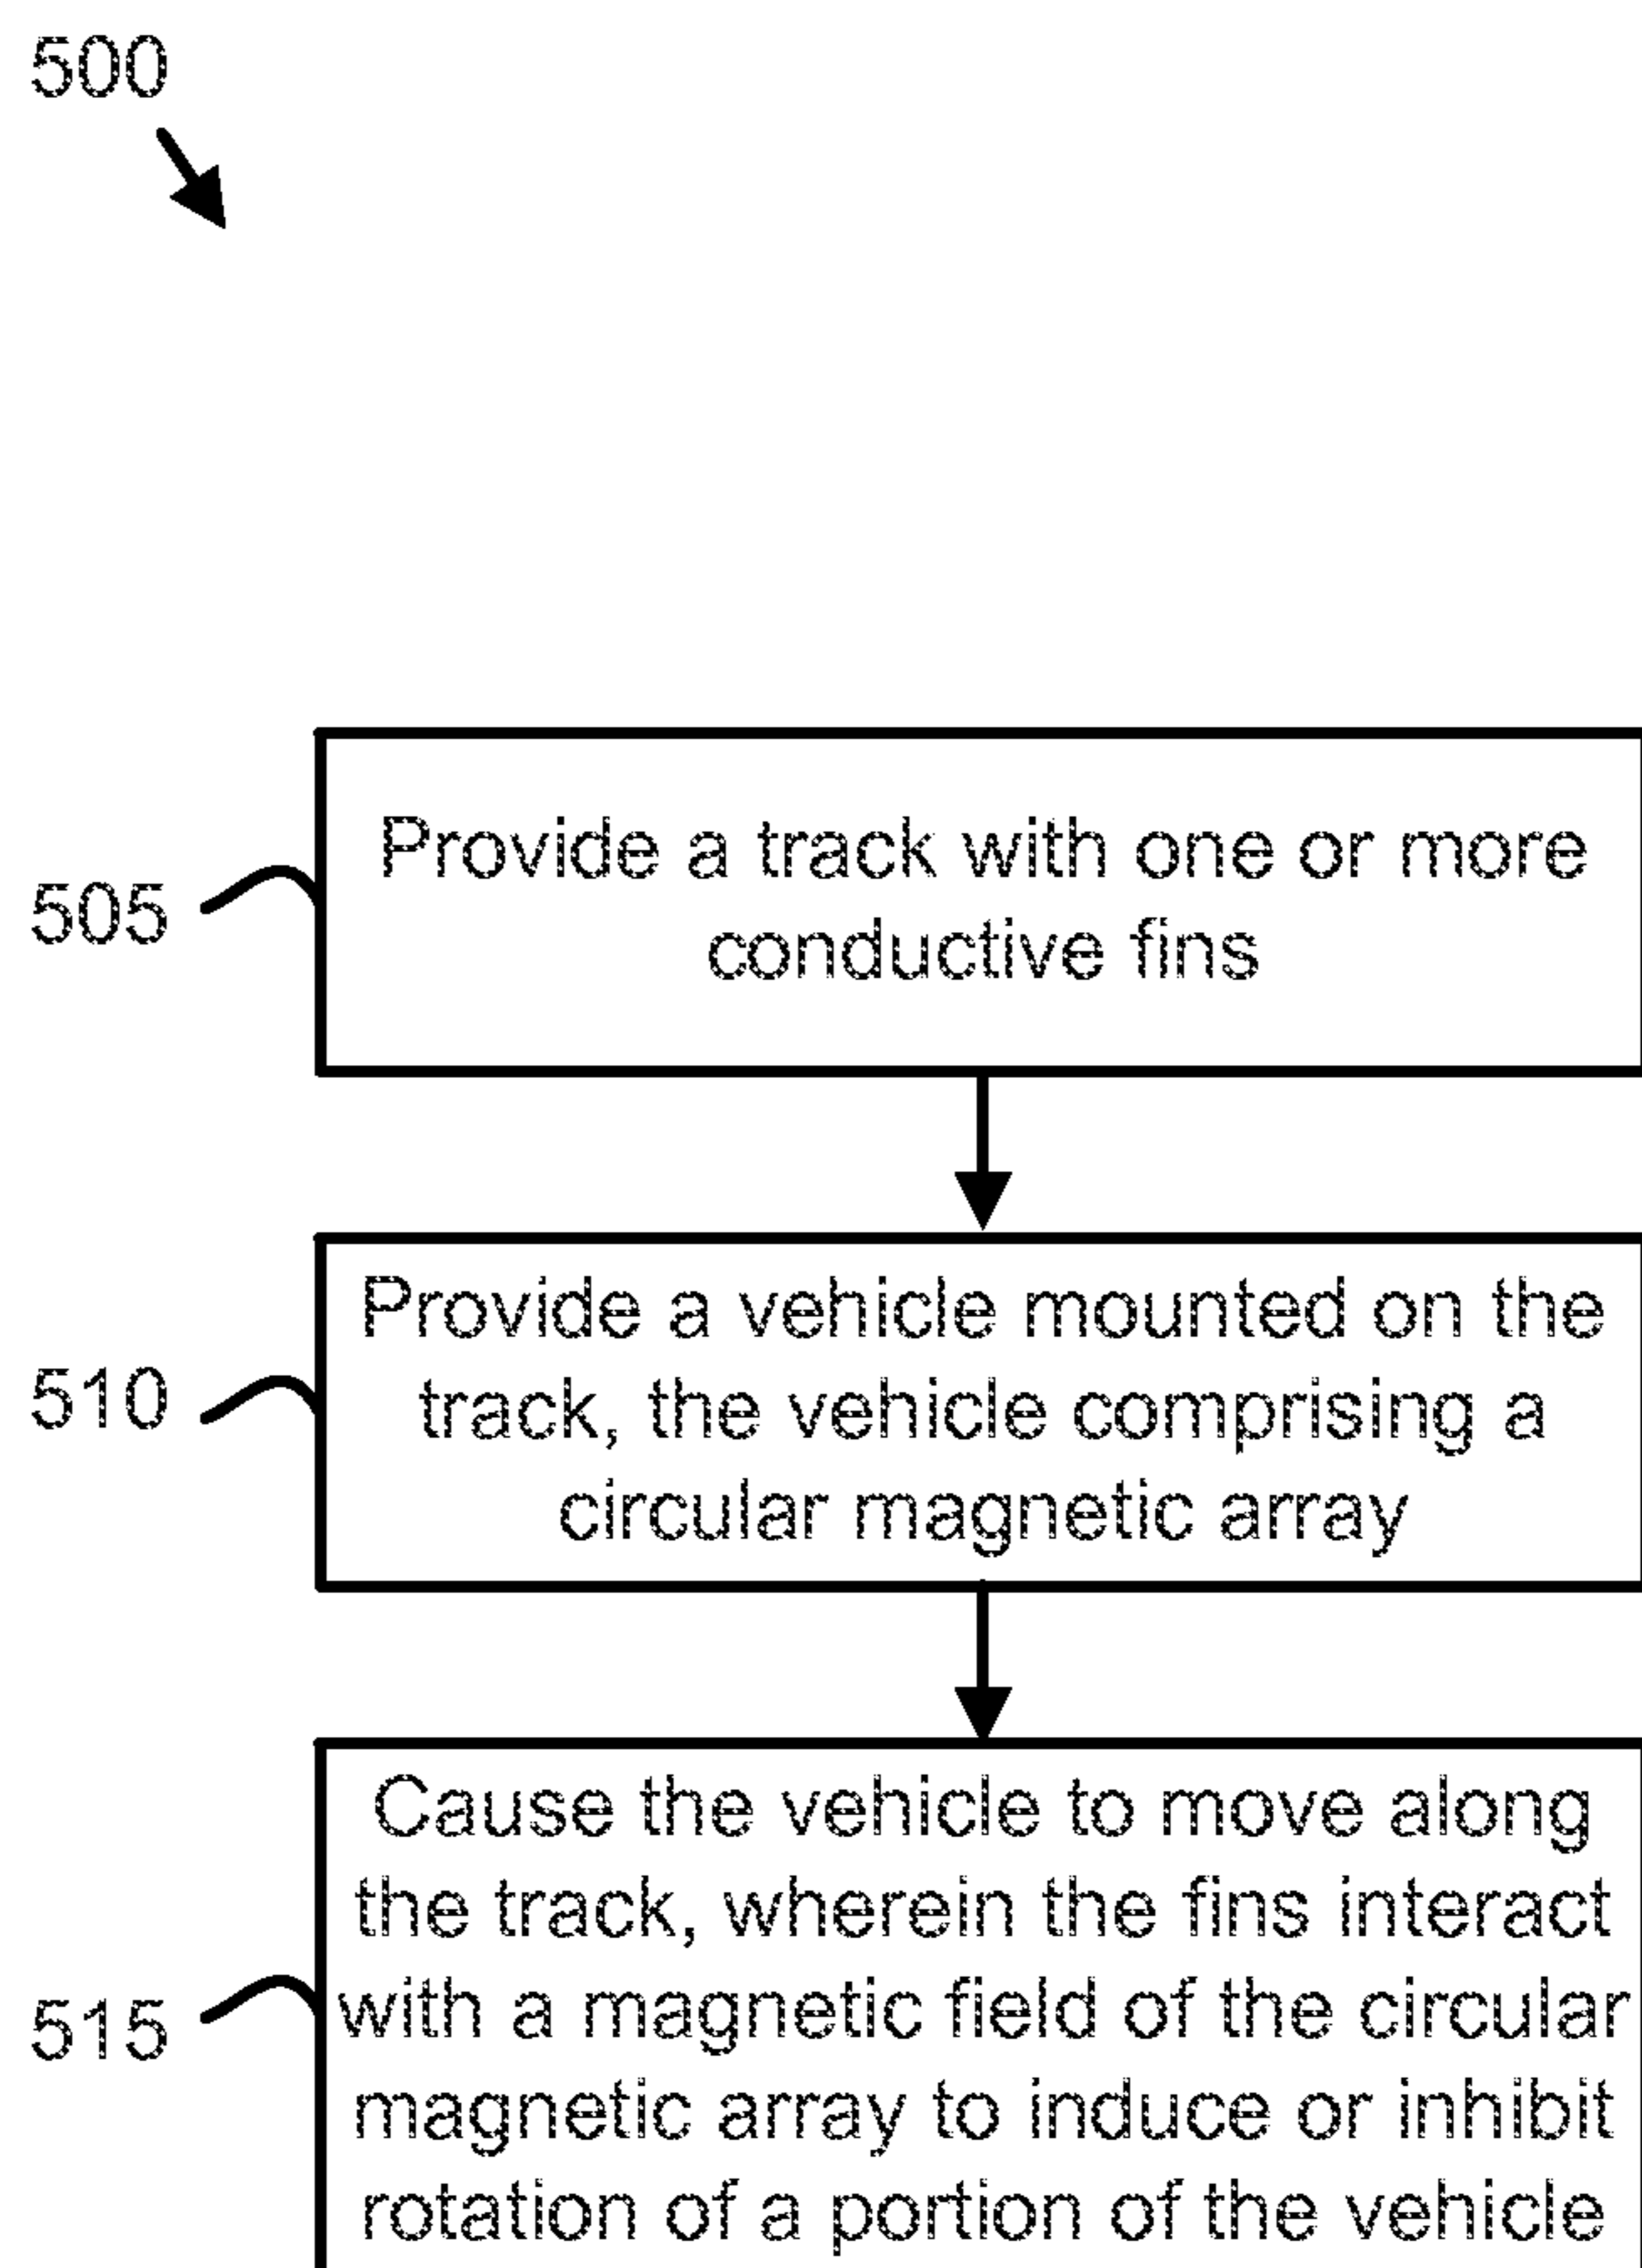 500
505
Provide a track with one or more
conductive fins
510
Provide a vehicle mounted on the
track, the vehicle comprising a
circular magnetic array
515
Cause the vehicle to move along
the track, wherein the fins interact
with a magnetic field of the circular
magnetic array to induce or inhibit
rotation of a portion of the vehicle